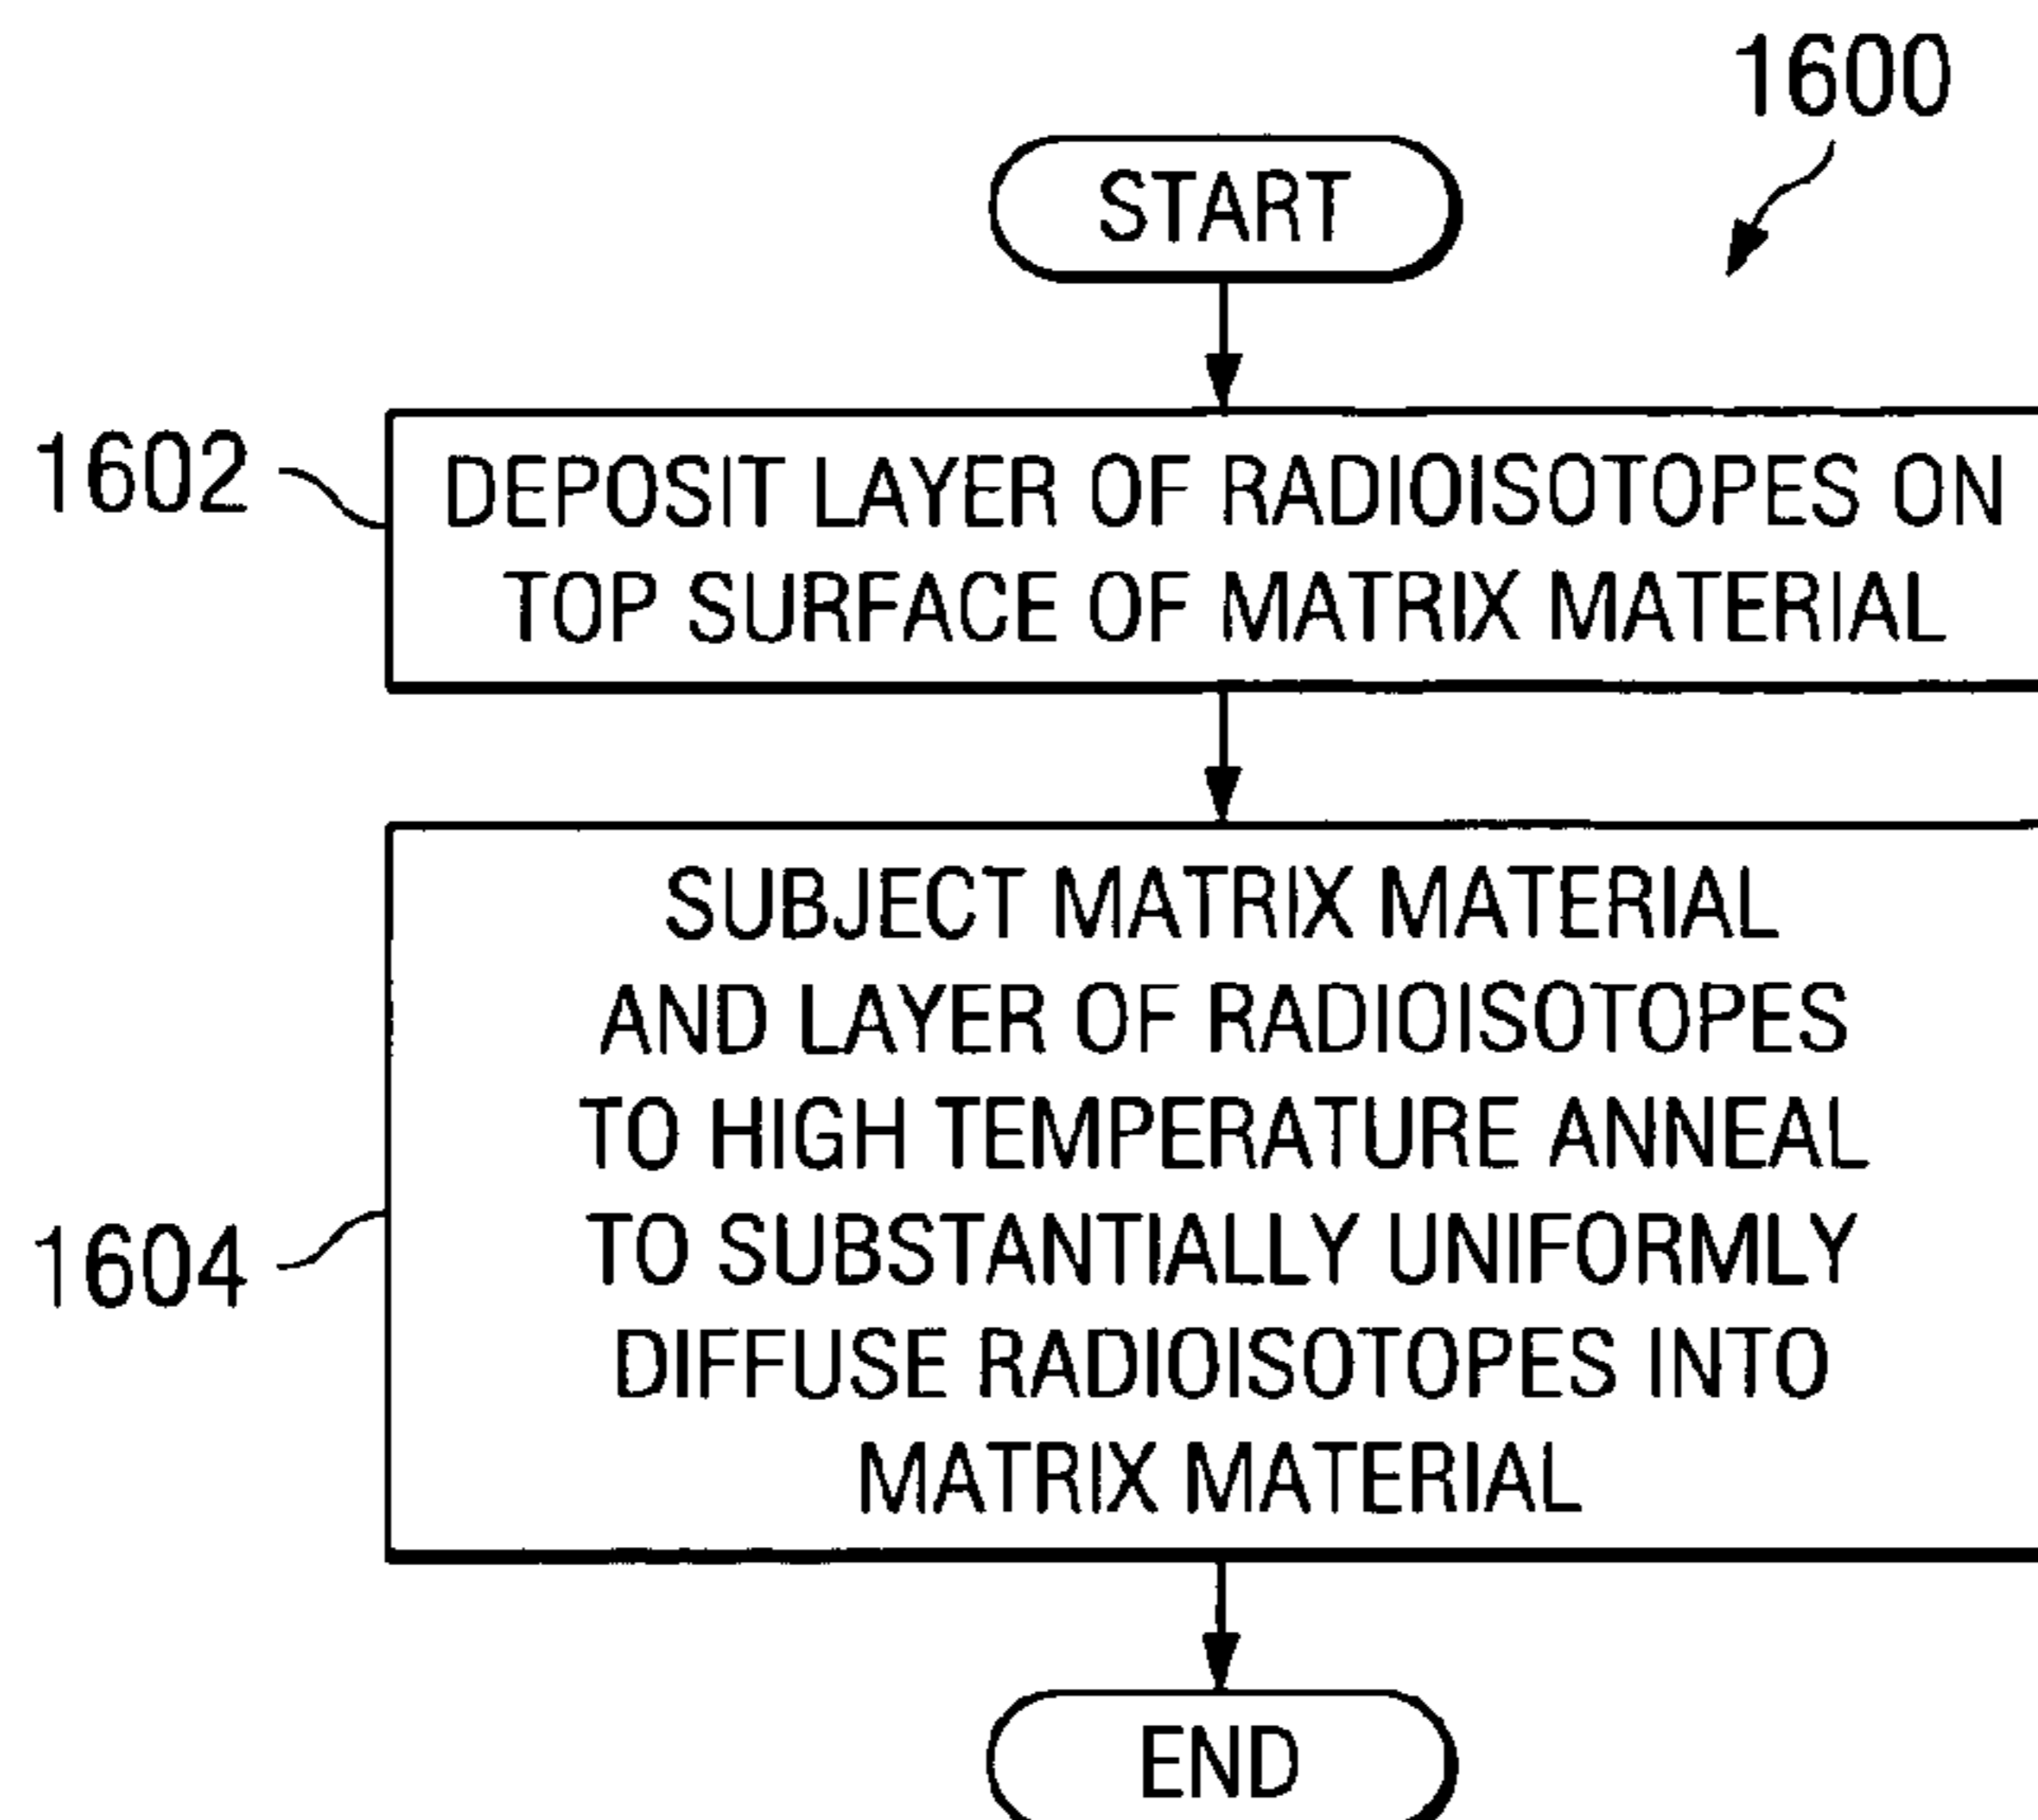 1600
START
1602
DEPOSIT LAYER OF RADIOISOTOPES ON
TOP SURFACE OF MATRIX MATERIAL
SUBJECT MATRIX MATERIAL
AND LAYER OF RADIOISOTOPES
TO HIGH TEMPERATURE ANNEAL
TO SUBSTANTIALLY UNIFORMLY
DIFFUSE RADIOISOTOPES INTO
MATRIX MATERIAL
1604
END